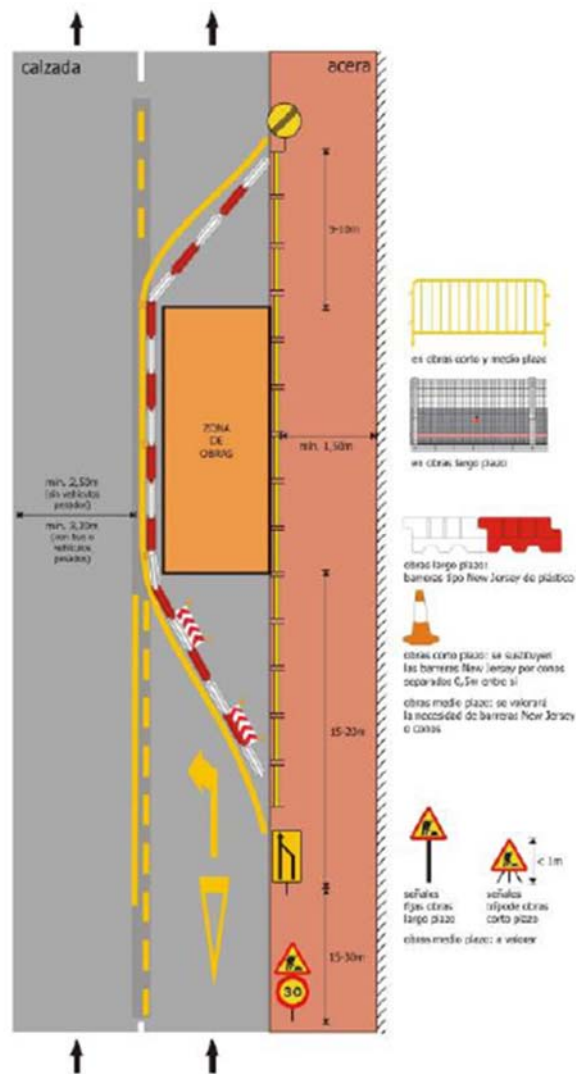 calzada
acera
9-10m
ZONA
DE
OBRAS
min. 1,50m
min. 2,50m
(sin vehículos
pesados)
min. 3,20m
(con bus o
vehículos
pesados)
15-20m
15-30m
30
en obras corto y medio plazo
en obras largo plazo
obras largo plazo:
barreras tipo New Jersey de plástico
obras corto plazo: se sustituyen
las barreras New Jersey por conos
separados 0,5m entre sí
obras medio plazo: se valorará
la necesidad de barreras New Jersey
o conos
< 1m
señales
fijas obras
largo plazo
señales
trípode obras
corto plazo
obras medio plazo: a valorar